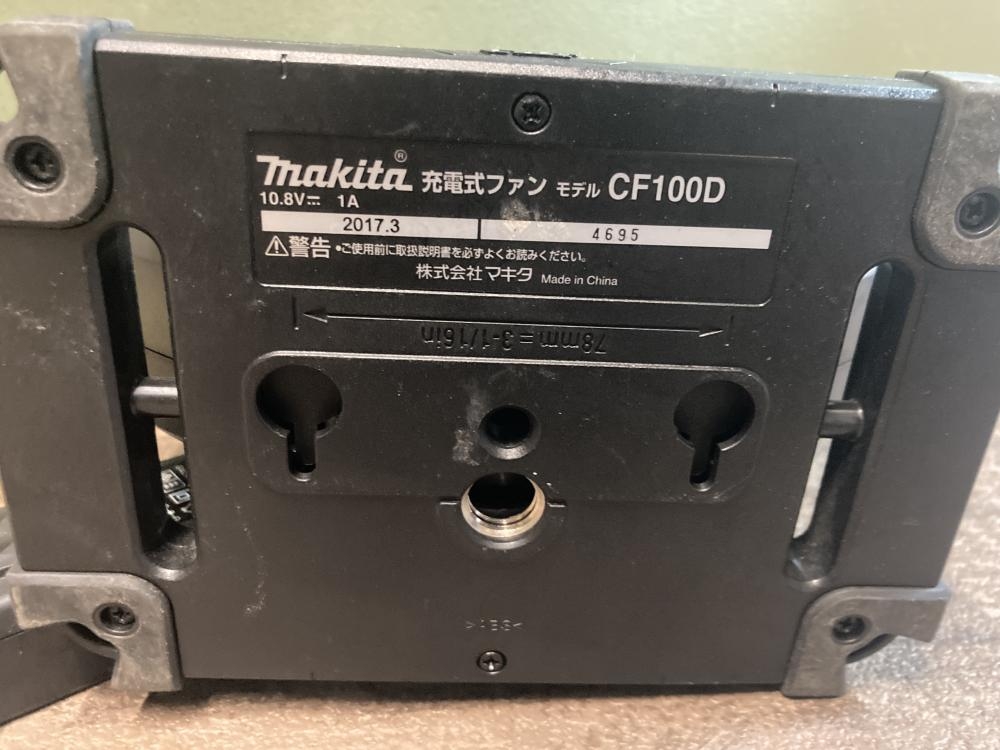 makita® 充電式ファン モデル CF100D
10.8V⎓ 1A
2017.3 4695
⚠警告 •ご使用前に取扱説明書を必ずよくお読みください。
株式会社マキタ Made in China
78mm=3-1/16in
>ABS<